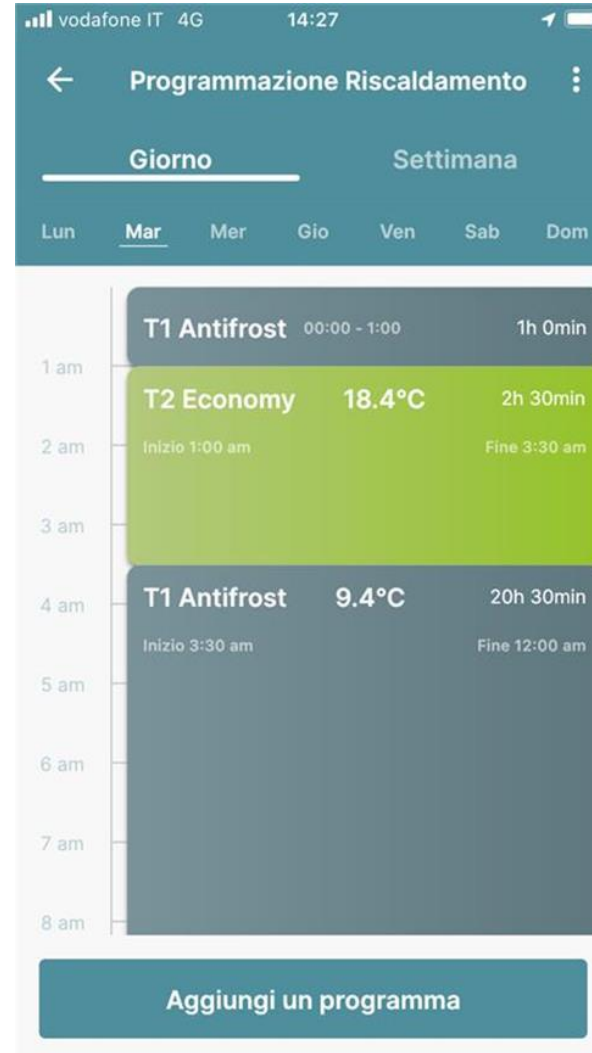 vodafone IT 4G 14:27
Programmazione Riscaldamento
Giorno Settimana
Lun Mar Mer Gio Ven Sab Dom
T1 Antifrost 00:00 - 1:00 1h 0min
1 am
T2 Economy 18.4°C 2h 30min
2 am Inizio 1:00 am Fine 3:30 am
3 am
4 am T1 Antifrost 9.4°C 20h 30min
Inizio 3:30 am Fine 12:00 am
5 am
6 am
7 am
8 am
Aggiungi un programma